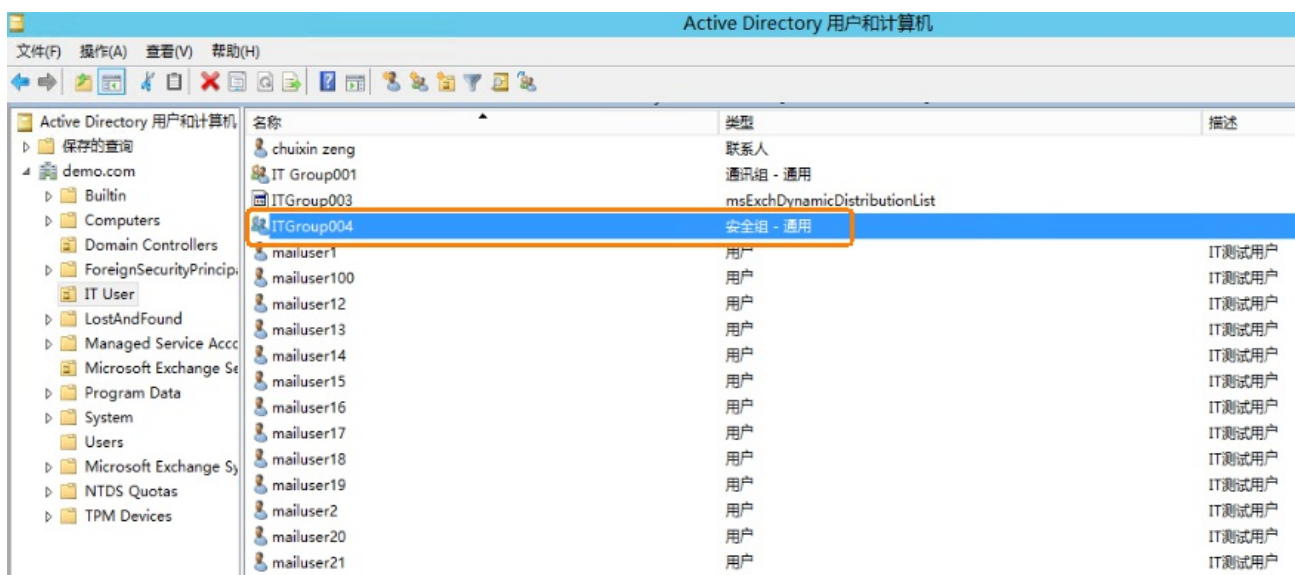 Active Directory 用户和计算机
文件(F) 操作(A) 查看(V) 帮助(H)
Active Directory 用户和计算机
保存的查询
demo.com
Builtin
Computers
Domain Controllers
ForeignSecurityPrincipa
IT User
LostAndFound
Managed Service Acco
Microsoft Exchange Se
Program Data
System
Users
Microsoft Exchange Sy
NTDS Quotas
TPM Devices
名称 类型 描述
chuixin zeng 联系人
IT Group001 通讯组 - 通用
ITGroup003 msExchDynamicDistributionList
ITGroup004 安全组 - 通用
mailuser1 用户 IT测试用户
mailuser100 用户 IT测试用户
mailuser12 用户 IT测试用户
mailuser13 用户 IT测试用户
mailuser14 用户 IT测试用户
mailuser15 用户 IT测试用户
mailuser16 用户 IT测试用户
mailuser17 用户 IT测试用户
mailuser18 用户 IT测试用户
mailuser19 用户 IT测试用户
mailuser2 用户 IT测试用户
mailuser20 用户 IT测试用户
mailuser21 用户 IT测试用户